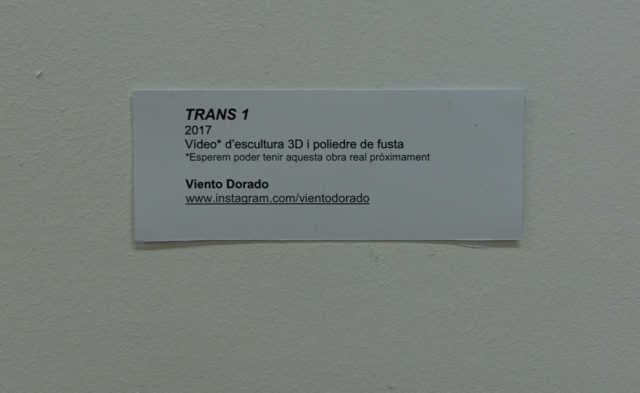 TRANS 1
2017
Vídeo* d'escultura 3D i poliedre de fusta
*Esperem poder tenir aquesta obra real pròximament
Viento Dorado
www.instagram.com/vientodorado